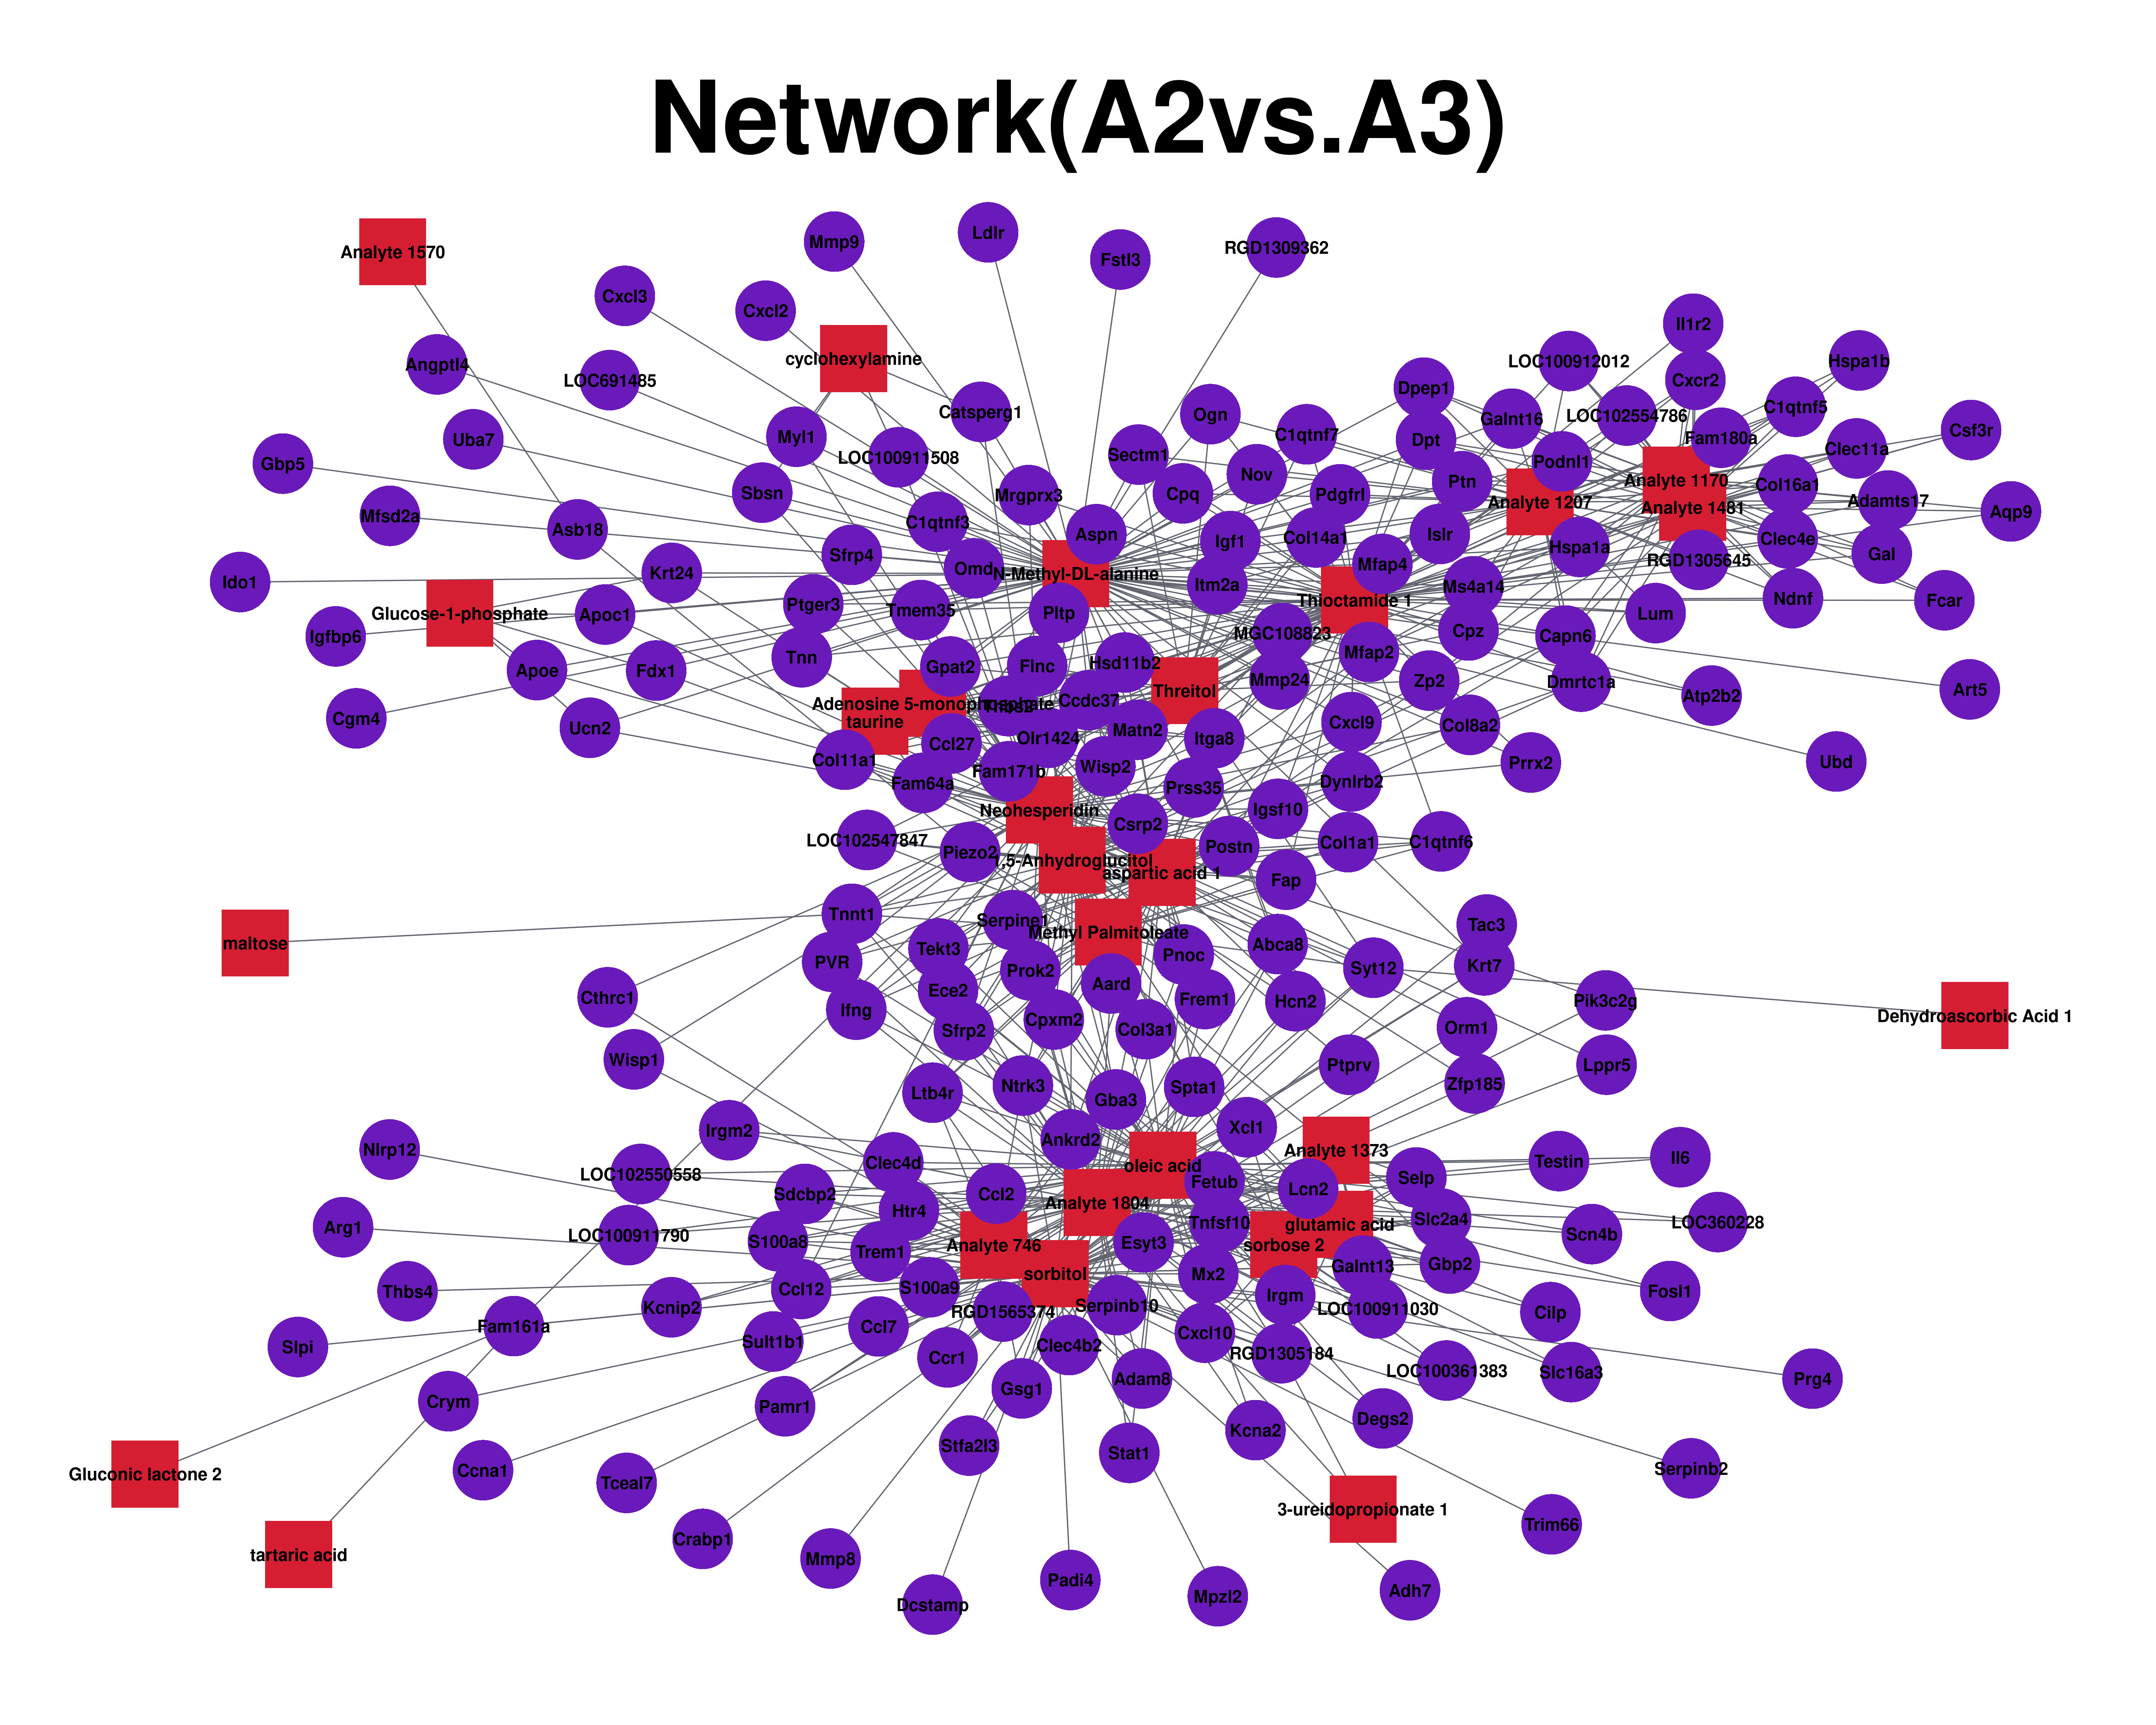 Network(A2vs.A3)
Mmp9
Ldlr
Fstl3
RGD1309362
Analyte 1570
Cxcl3
Cxcl2
Il1r2
cyclohexylamine
LOC100912012
Hspa1b
Angptl4
LOC691485
Catsperg1
Ogn
Dpep1
Cxcr2
C1qtnf5
Galnt16
LOC102554786
Uba7
Myl1
LOC100911508
Sectm1
C1qtnf7
Dpt
Fam180a
Clec11a
Csf3r
Gbp5
Sbsn
Mrgprx3
Cpq
Nov
Pdgfrl
Ptn
Podnl1
Analyte 1170
Col16a1
Mfsd2a
Asb18
C1qtnf3
Aspn
Igf1
Col14a1
Islr
Analyte 1207
Analyte 1481
Adamts17
Aqp9
Sfrp4
Omd
N-Methyl-DL-alanine
Mfap4
Hspa1a
RGD1305645
Clec4e
Gal
Ido1
Krt24
Itm2a
Ms4a14
Glucose-1-phosphate
Apoc1
Ptger3
Tmem35
Pltp
Thioctamide 1
Lum
Ndnf
Fcar
Igfbp6
MGC108823
Cpz
Capn6
Apoe
Fdx1
Tnn
Gpat2
Flnc
Hsd11b2
Mfap2
Threitol
Mmp24
Zp2
Dmrtc1a
Atp2b2
Art5
Cgm4
Ucn2
Adenosine 5-monophosphate
Thbs2
Ccdc37
taurine
Matn2
Cxcl9
Col8a2
Col11a1
Ccl27
Olr1424
Itga8
Prrx2
Ubd
Fam64a
Fam171b
Wisp2
Prss35
Dynlrb2
Neohesperidin
Csrp2
Igsf10
LOC102547847
Piezo2
1,5-Anhydroglucitol
aspartic acid 1
Postn
Col1a1
C1qtnf6
Fap
maltose
Tnnt1
Serpine1
Methyl Palmitoleate
Tac3
PVR
Tekt3
Prok2
Pnoc
Abca8
Syt12
Krt7
Cthrc1
Ifng
Ece2
Aard
Frem1
Hcn2
Pik3c2g
Dehydroascorbic Acid 1
Sfrp2
Cpxm2
Col3a1
Orm1
Wisp1
Ltb4r
Ntrk3
Gba3
Spta1
Ptprv
Zfp185
Lppr5
Nlrp12
Irgm2
Ankrd2
Xcl1
Analyte 1373
Clec4d
oleic acid
Testin
Il6
LOC102550558
Sdcbp2
Ccl2
Fetub
Lcn2
Selp
Arg1
LOC100911790
Htr4
Analyte 1804
Tnfsf10
glutamic acid
Slc2a4
LOC360228
S100a8
Trem1
Analyte 746
Esyt3
sorbose 2
Scn4b
Thbs4
Kcnip2
Ccl12
S100a9
sorbitol
Mx2
Galnt13
Gbp2
Fosl1
Slpi
Fam161a
Sult1b1
Ccl7
RGD1565374
Serpinb10
Irgm
LOC100911030
Cilp
Ccr1
Clec4b2
Cxcl10
RGD1305184
LOC100361383
Slc16a3
Prg4
Crym
Pamr1
Gsg1
Adam8
Degs2
Gluconic lactone 2
Ccna1
Tceal7
Stfa2l3
Stat1
Kcna2
Serpinb2
tartaric acid
Crabp1
Mmp8
3-ureidopropionate 1
Trim66
Dcstamp
Padi4
Mpzl2
Adh7